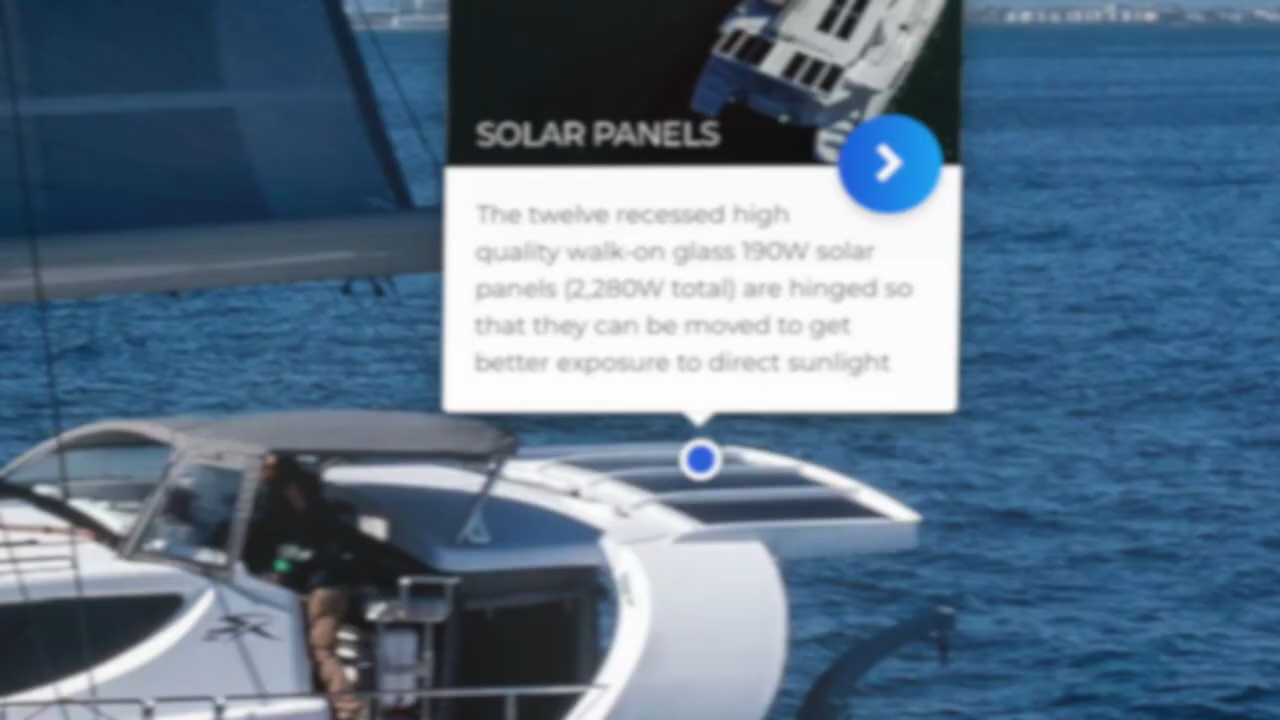 SOLAR PANELS
The twelve recessed high
quality walk-on glass 190W solar
panels (2,280W total) are hinged so
that they can be moved to get
better exposure to direct sunlight